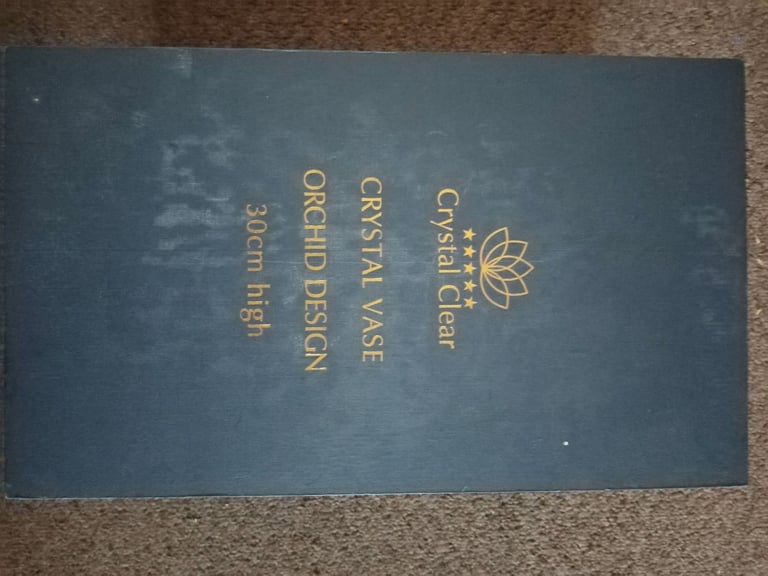 ★★★★★
Crystal Clear
CRYSTAL VASE
ORCHID DESIGN
30cm high